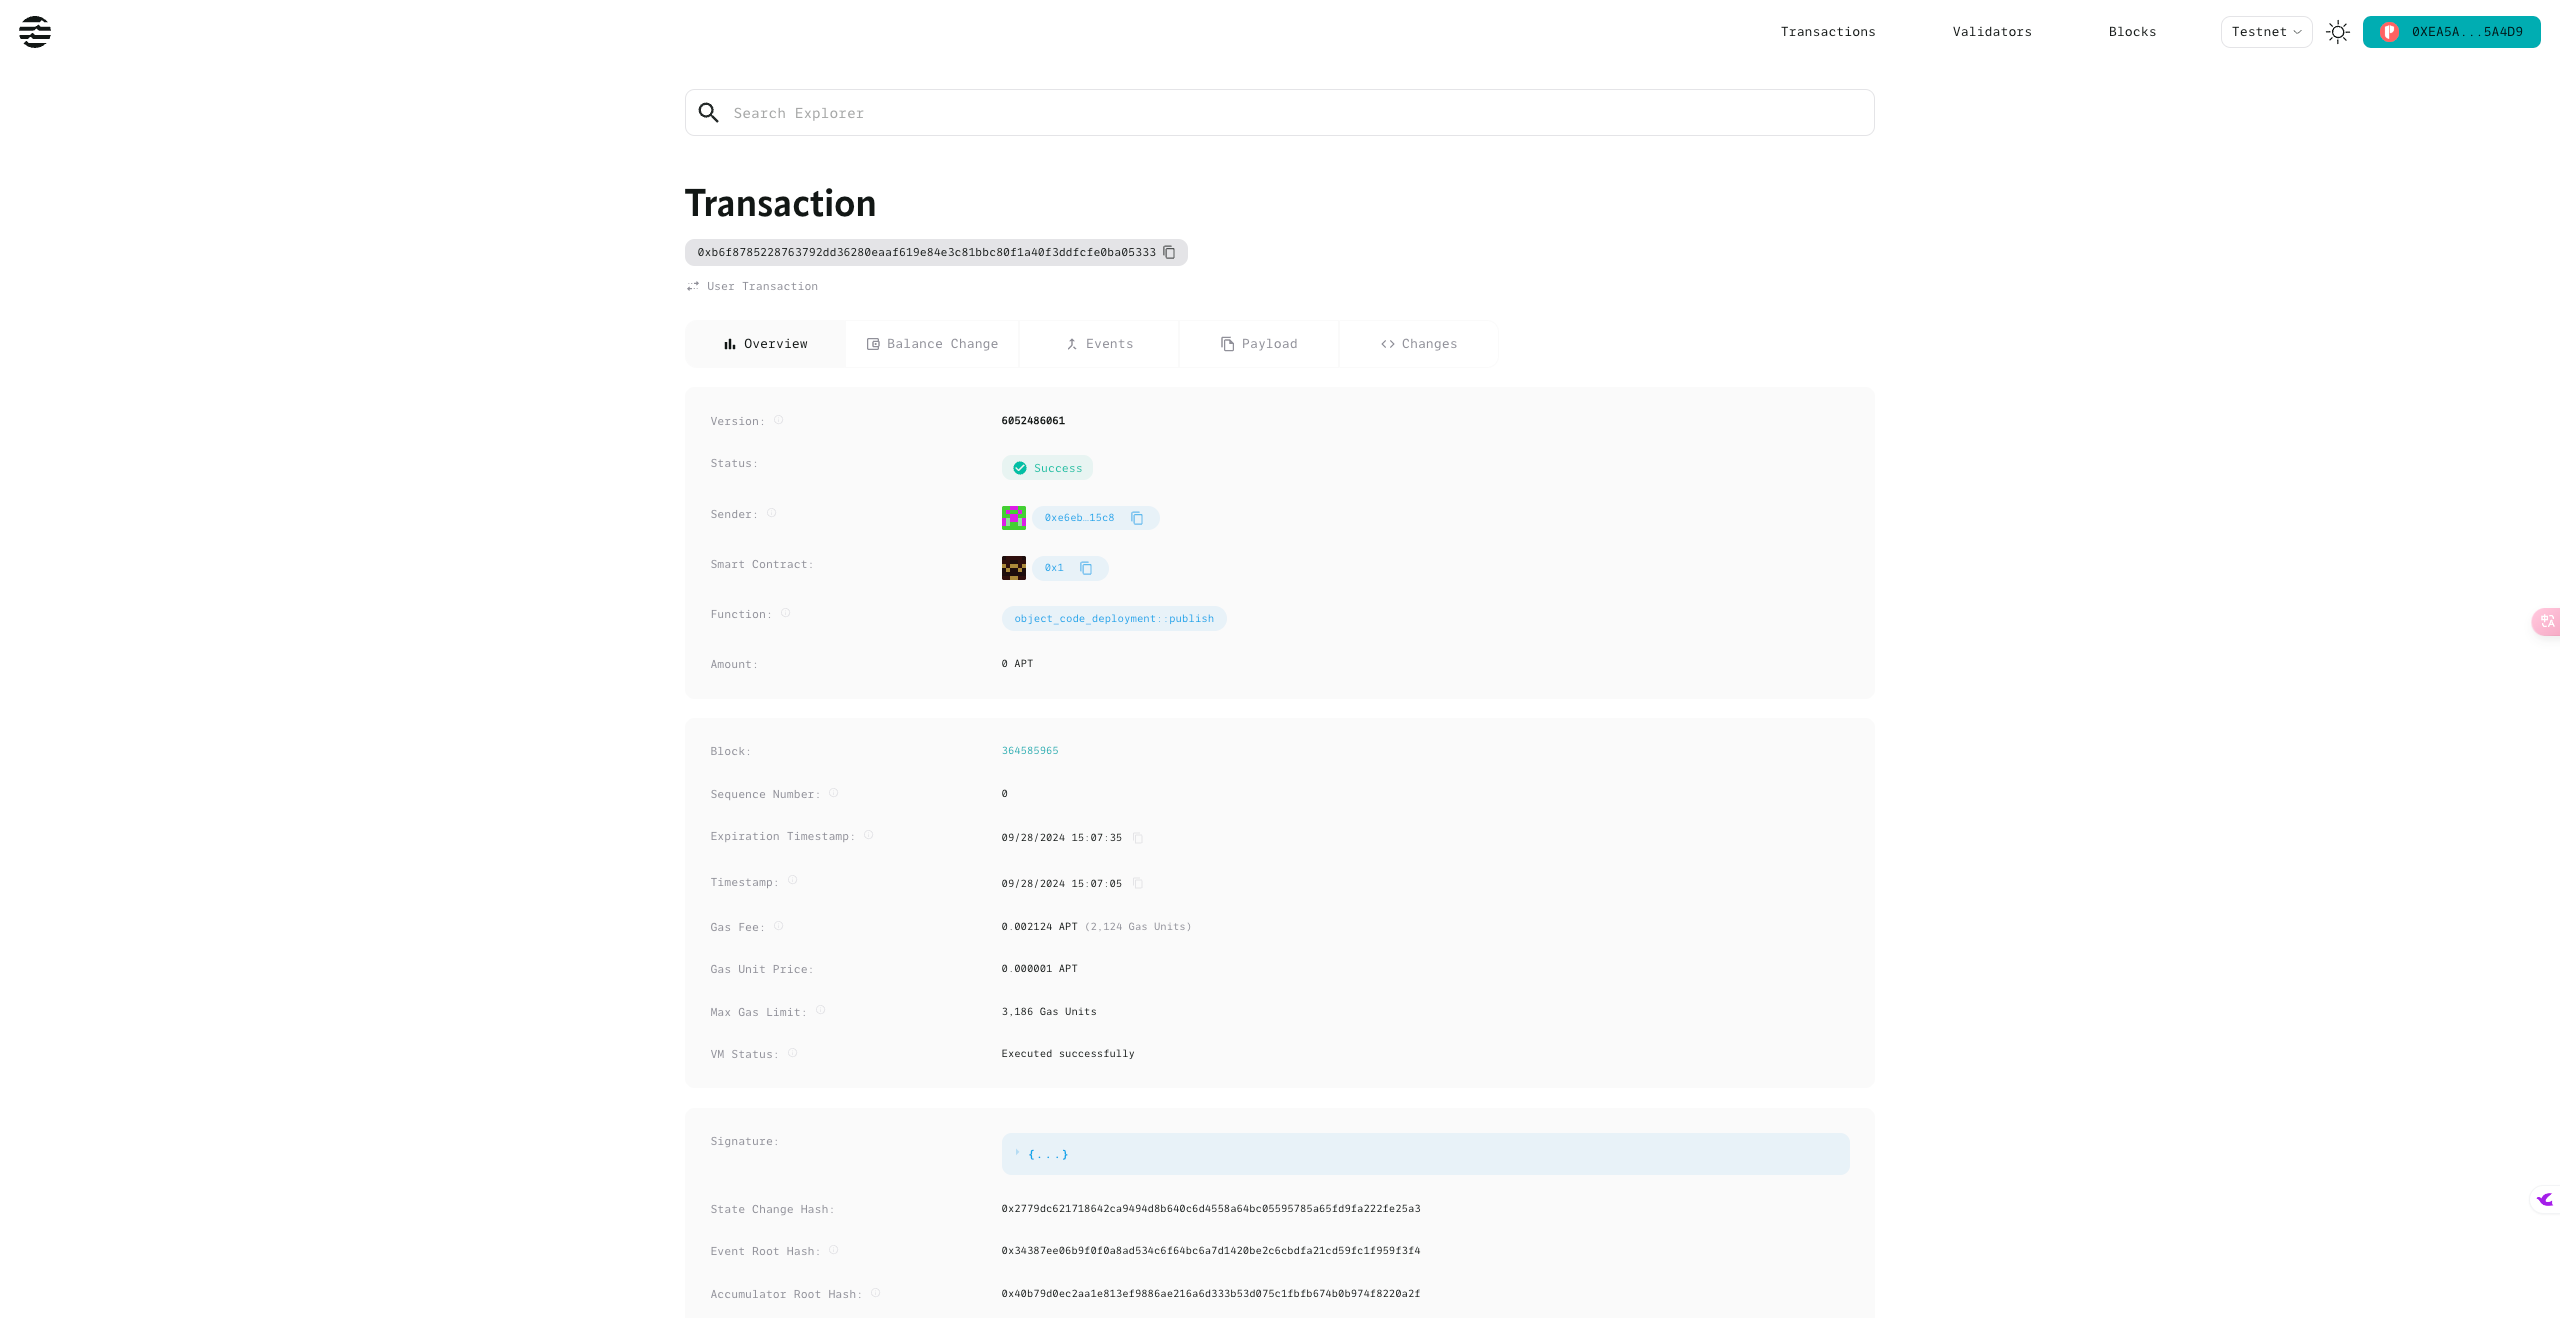 Transactions Validators Blocks Testnet 0XEA5A...5A4D9
Search Explorer
Transaction
0xb6f8785228763792dd36280eaaf619e84e3c81bbc80f1a40f3ddfcfe0ba05333
User Transaction
Overview Balance Change Events Payload Changes
Version: 6052486061
Status: Success
Sender: 0xe6eb…15c8
Smart Contract: 0x1
Function: object_code_deployment::publish
Amount: 0 APT
Block: 364585965
Sequence Number: 0
Expiration Timestamp: 09/28/2024 15:07:35
Timestamp: 09/28/2024 15:07:05
Gas Fee: 0.002124 APT (2,124 Gas Units)
Gas Unit Price: 0.000001 APT
Max Gas Limit: 3,186 Gas Units
VM Status: Executed successfully
Signature: {...}
State Change Hash: 0x2779dc621718642ca9494d8b640c6d4558a64bc05595785a65fd9fa222fe25a3
Event Root Hash: 0x34387ee06b9f0f0a8ad534c6f64bc6a7d1420be2c6cbdfa21cd59fc1f959f3f4
Accumulator Root Hash: 0x40b79d0ec2aa1e813ef9886ae216a6d333b53d075c1fbfb674b0b974f8220a2f